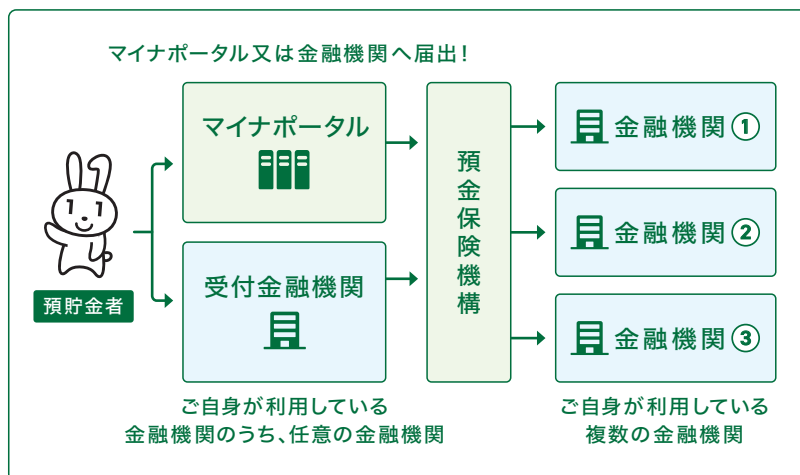 マイナポータル又は金融機関へ届出!
マイナポータル
受付金融機関
預貯金者
預金保険機構
金融機関①
金融機関②
金融機関③
ご自身が利用している
金融機関のうち、任意の金融機関
ご自身が利用している
複数の金融機関